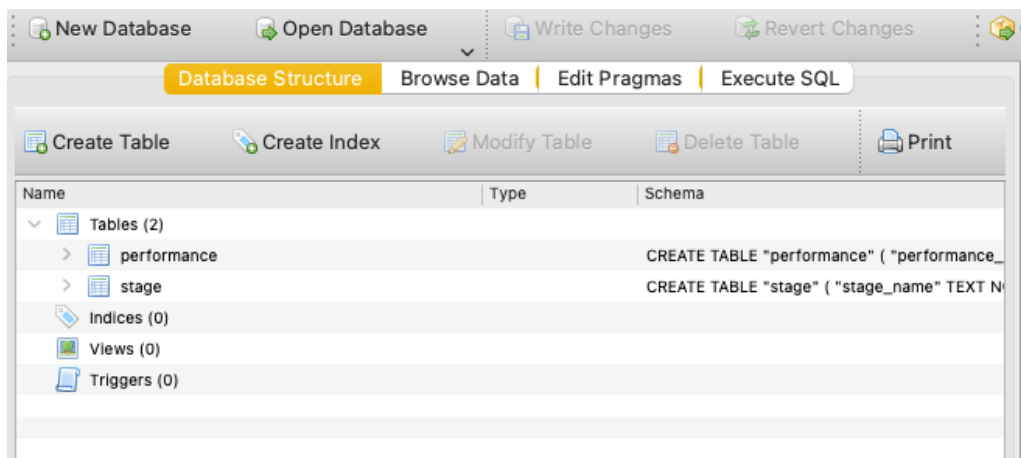 New Database Open Database Write Changes Revert Changes
Database Structure Browse Data Edit Pragmas Execute SQL
Create Table Create Index Modify Table Delete Table Print
Name Type Schema
Tables (2)
performance CREATE TABLE "performance" ( "performance_
stage CREATE TABLE "stage" ( "stage_name" TEXT N
Indices (0)
Views (0)
Triggers (0)